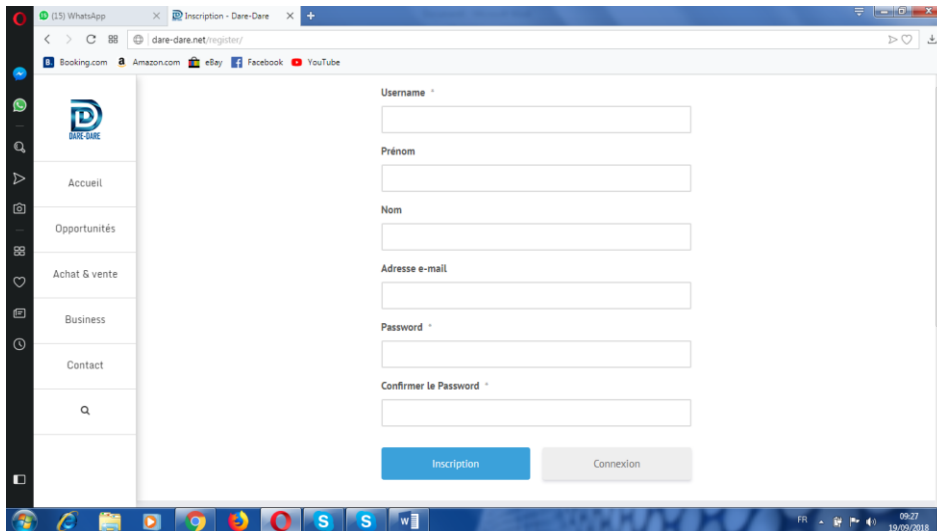 (15) WhatsApp
Inscription - Dare-Dare
dare-dare.net/register/
Booking.com
Amazon.com
eBay
Facebook
YouTube
DARE-DARE
Accueil
Opportunités
Achat & vente
Business
Contact
Username *
Prénom
Nom
Adresse e-mail
Password *
Confirmer le Password *
Inscription
Connexion
FR
09:27
19/09/2018